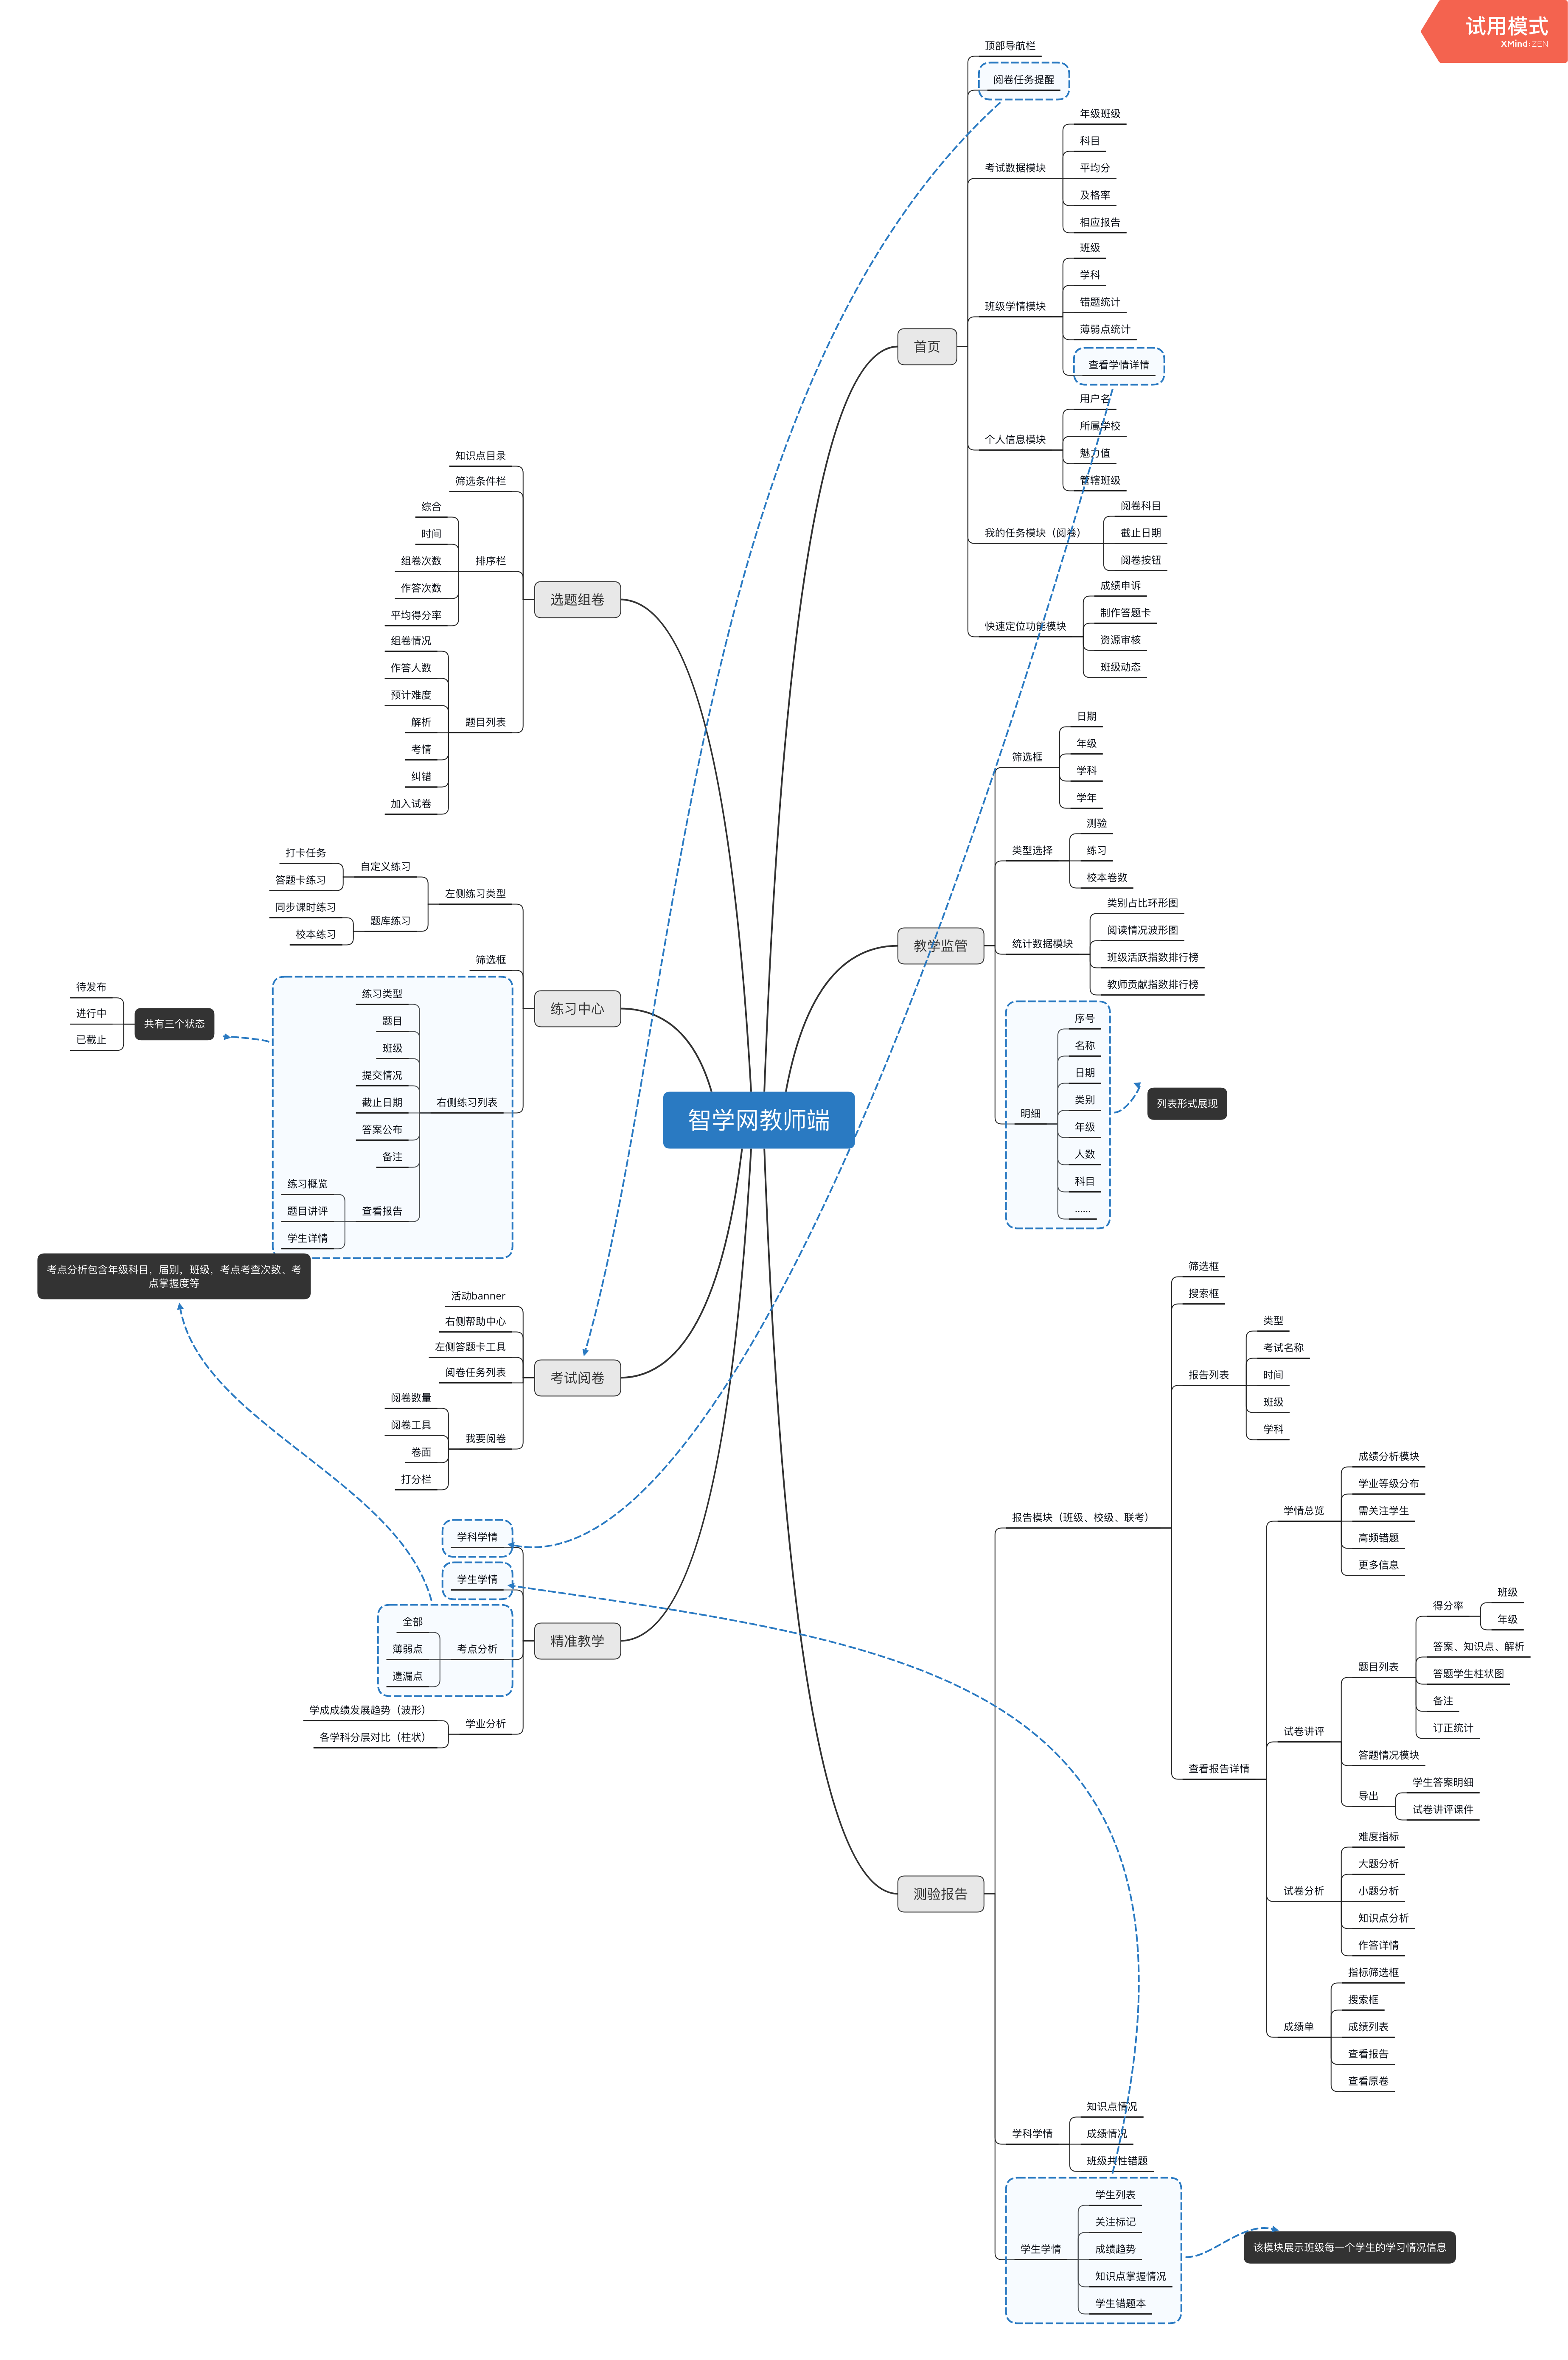 试用模式
XMind:ZEN
智学网教师端
首页
顶部导航栏
阅卷任务提醒
考试数据模块
年级班级
科目
平均分
及格率
相应报告
班级学情模块
班级
学科
错题统计
薄弱点统计
查看学情详情
个人信息模块
用户名
所属学校
魅力值
管辖班级
我的任务模块（阅卷）
阅卷科目
截止日期
阅卷按钮
快速定位功能模块
成绩申诉
制作答题卡
资源审核
班级动态
教学监管
筛选框
日期
年级
学科
学年
类型选择
测验
练习
校本卷数
统计数据模块
类别占比环形图
阅读情况波形图
班级活跃指数排行榜
教师贡献指数排行榜
明细
序号
名称
日期
类别
年级
人数
科目
......
列表形式展现
测验报告
报告模块（班级、校级、联考）
筛选框
搜索框
报告列表
类型
考试名称
时间
班级
学科
查看报告详情
学情总览
成绩分析模块
学业等级分布
需关注学生
高频错题
更多信息
试卷讲评
题目列表
得分率
班级
年级
答案、知识点、解析
答题学生柱状图
备注
订正统计
答题情况模块
导出
学生答案明细
试卷讲评课件
试卷分析
难度指标
大题分析
小题分析
知识点分析
作答详情
成绩单
指标筛选框
搜索框
成绩列表
查看报告
查看原卷
学科学情
知识点情况
成绩情况
班级共性错题
学生学情
学生列表
关注标记
成绩趋势
知识点掌握情况
学生错题本
该模块展示班级每一个学生的学习情况信息
选题组卷
知识点目录
筛选条件栏
排序栏
综合
时间
组卷次数
作答次数
平均得分率
题目列表
组卷情况
作答人数
预计难度
解析
考情
纠错
加入试卷
练习中心
左侧练习类型
自定义练习
打卡任务
答题卡练习
题库练习
同步课时练习
校本练习
筛选框
右侧练习列表
练习类型
题目
班级
提交情况
截止日期
答案公布
备注
查看报告
练习概览
题目讲评
学生详情
共有三个状态
待发布
进行中
已截止
考试阅卷
活动banner
右侧帮助中心
左侧答题卡工具
阅卷任务列表
我要阅卷
阅卷数量
阅卷工具
卷面
打分栏
精准教学
学科学情
学生学情
考点分析
全部
薄弱点
遗漏点
学业分析
学成成绩发展趋势（波形）
各学科分层对比（柱状）
考点分析包含年级科目，届别，班级，考点考查次数、考
点掌握度等